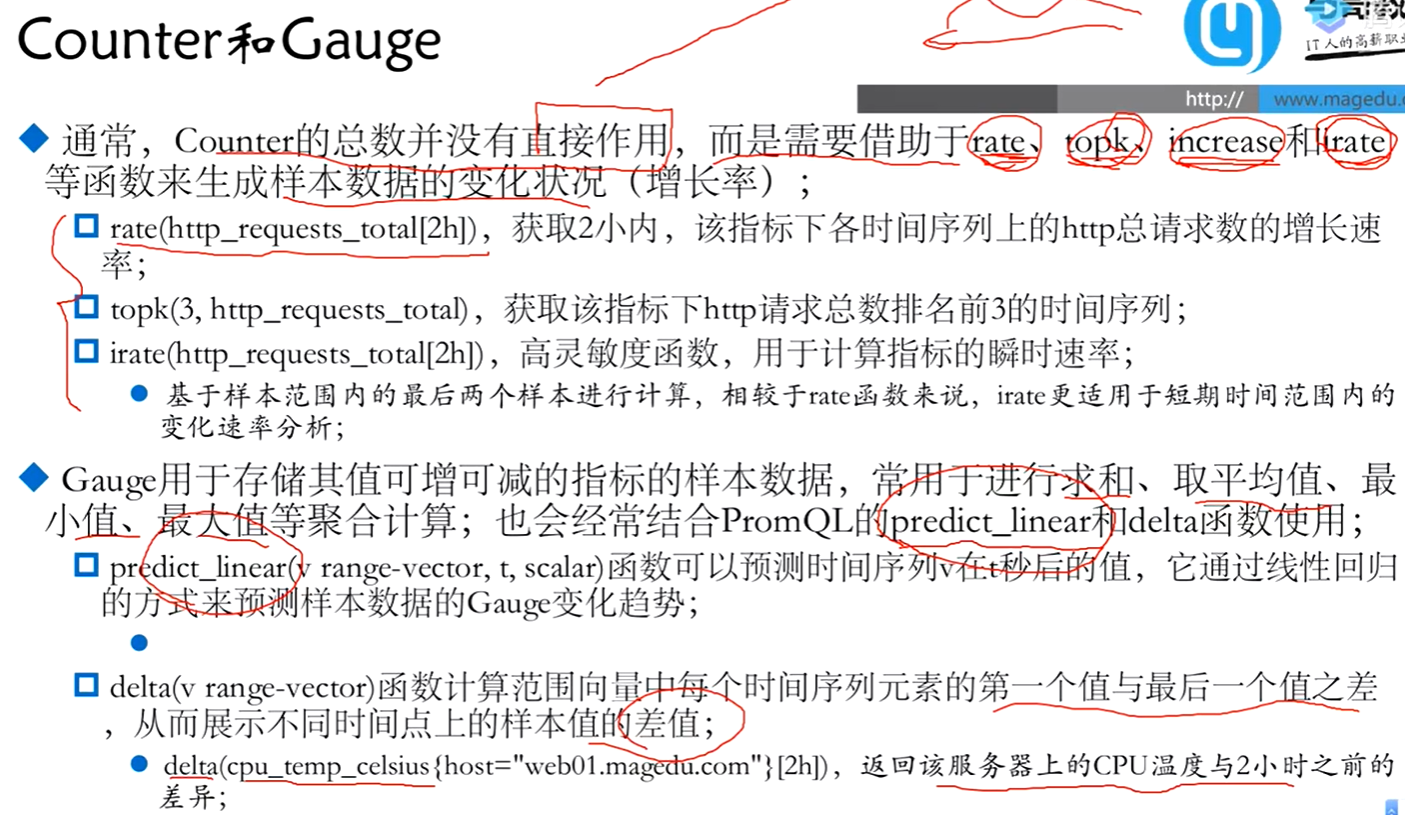 Counter和Gauge
IT人的高薪职业
http://
www.magedu.c
通常，Counter的总数并没有直接作用，而是需要借助于rate、topk、increase和irate
等函数来生成样本数据的变化状况（增长率）；
rate(http_requests_total[2h])，获取2小内，该指标下各时间序列上的http总请求数的增长速
率；
topk(3, http_requests_total)，获取该指标下http请求总数排名前3的时间序列；
irate(http_requests_total[2h])，高灵敏度函数，用于计算指标的瞬时速率；
基于样本范围内的最后两个样本进行计算，相较于rate函数来说，irate更适用于短期时间范围内的
变化速率分析；
Gauge用于存储其值可增可减的指标的样本数据，常用于进行求和、取平均值、最
小值、最大值等聚合计算；也会经常结合PromQL的predict_linear和delta函数使用；
predict_linear(v range-vector, t, scalar)函数可以预测时间序列v在t秒后的值，它通过线性回归
的方式来预测样本数据的Gauge变化趋势；
delta(v range-vector)函数计算范围向量中每个时间序列元素的第一个值与最后一个值之差
，从而展示不同时间点上的样本值的差值；
delta(cpu_temp_celsius{host="web01.magedu.com"}[2h])，返回该服务器上的CPU温度与2小时之前的
差异；